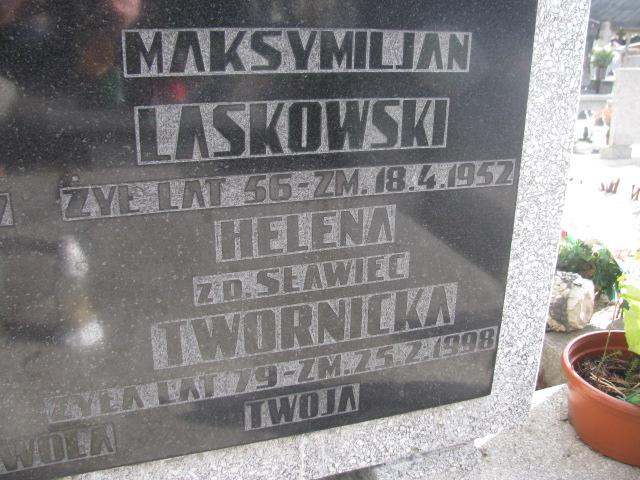 MAKSYMILJAN
LASKOWSKI
ŻYŁ LAT 56-ZM. 18.4.1952
HELENA
Z D. SŁAWIEC
TWORNICKA
ŻYŁA LAT 79-ZM. 25.2.1998
WOLA TWOJA